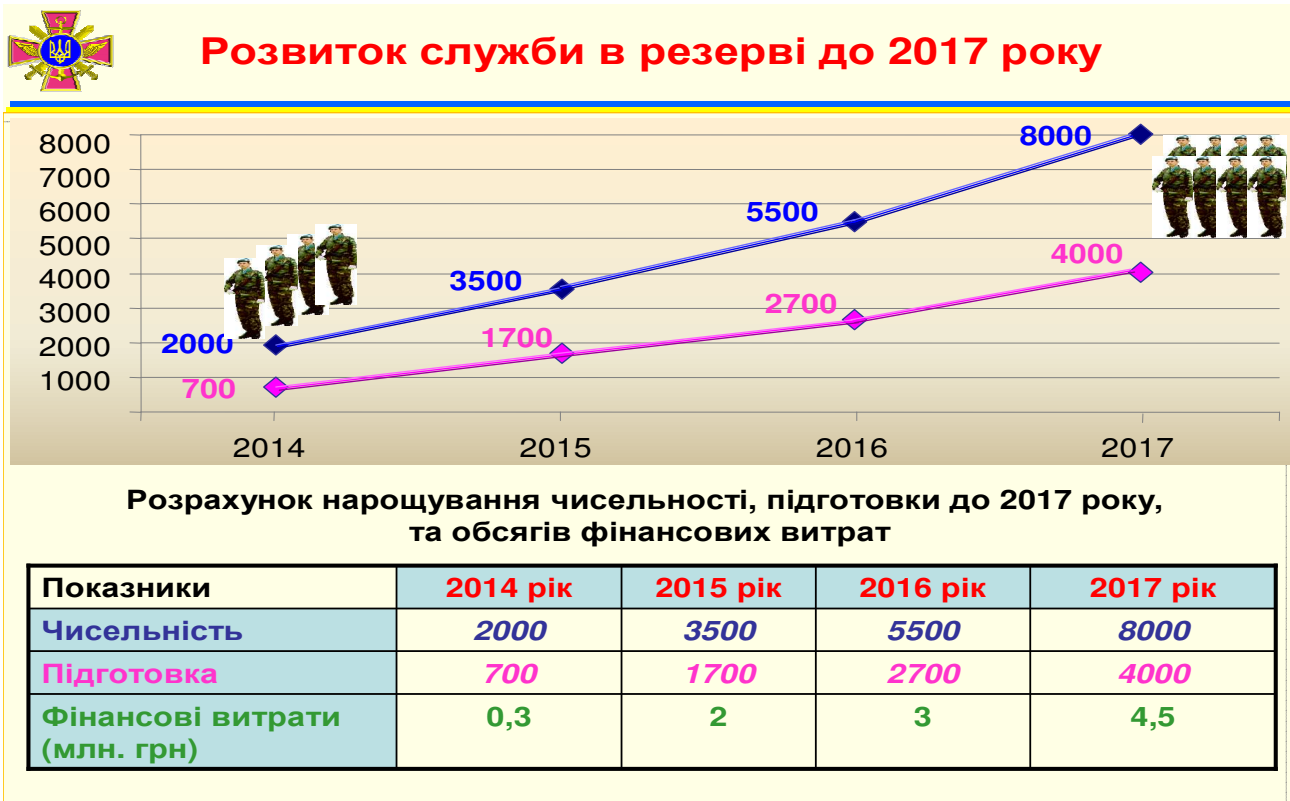 Розвиток служби в резерві до 2017 року
8000
7000
6000
5000
4000
3000
2000
1000
2000
3500
5500
8000
700
1700
2700
4000
2014 2015 2016 2017
Розрахунок нарощування чисельності, підготовки до 2017 року,
та обсягів фінансових витрат
Показники 2014 рік 2015 рік 2016 рік 2017 рік
Чисельність 2000 3500 5500 8000
Підготовка 700 1700 2700 4000
Фінансові витрати 0,3 2 3 4,5
(млн. грн)